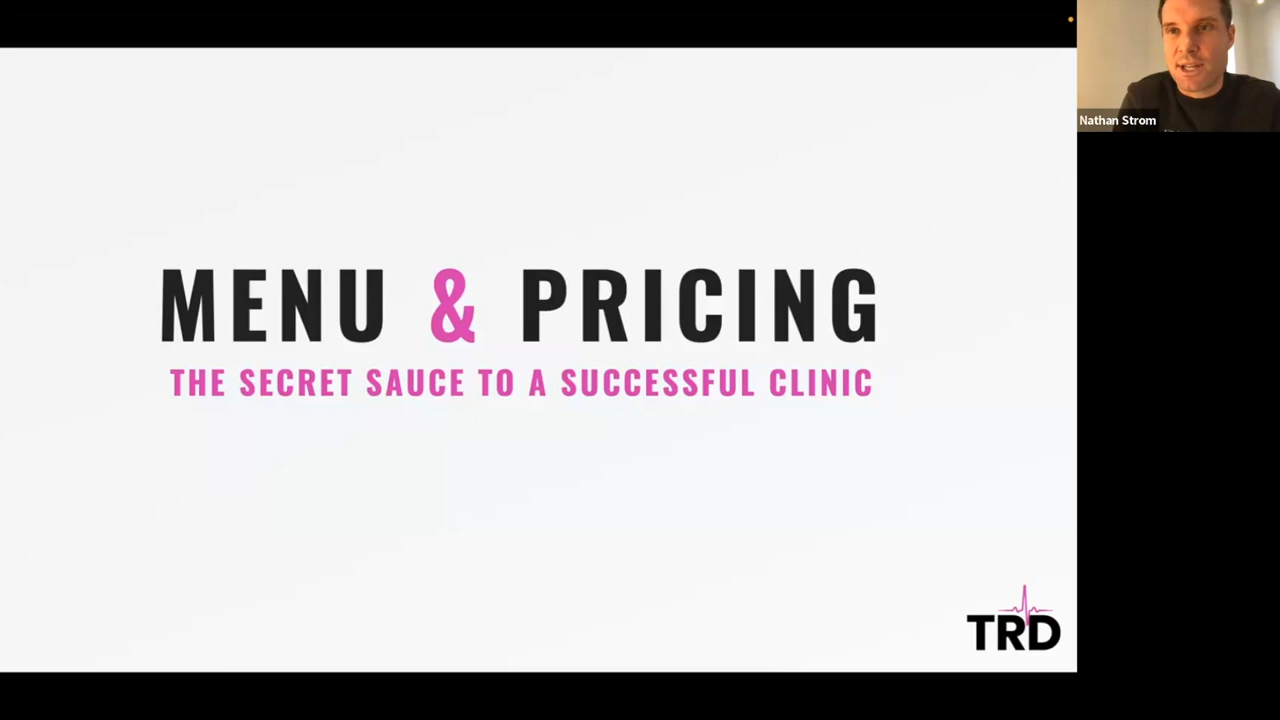 MENU & PRICING
THE SECRET SAUCE TO A SUCCESSFUL CLINIC
TRD
Nathan Strom